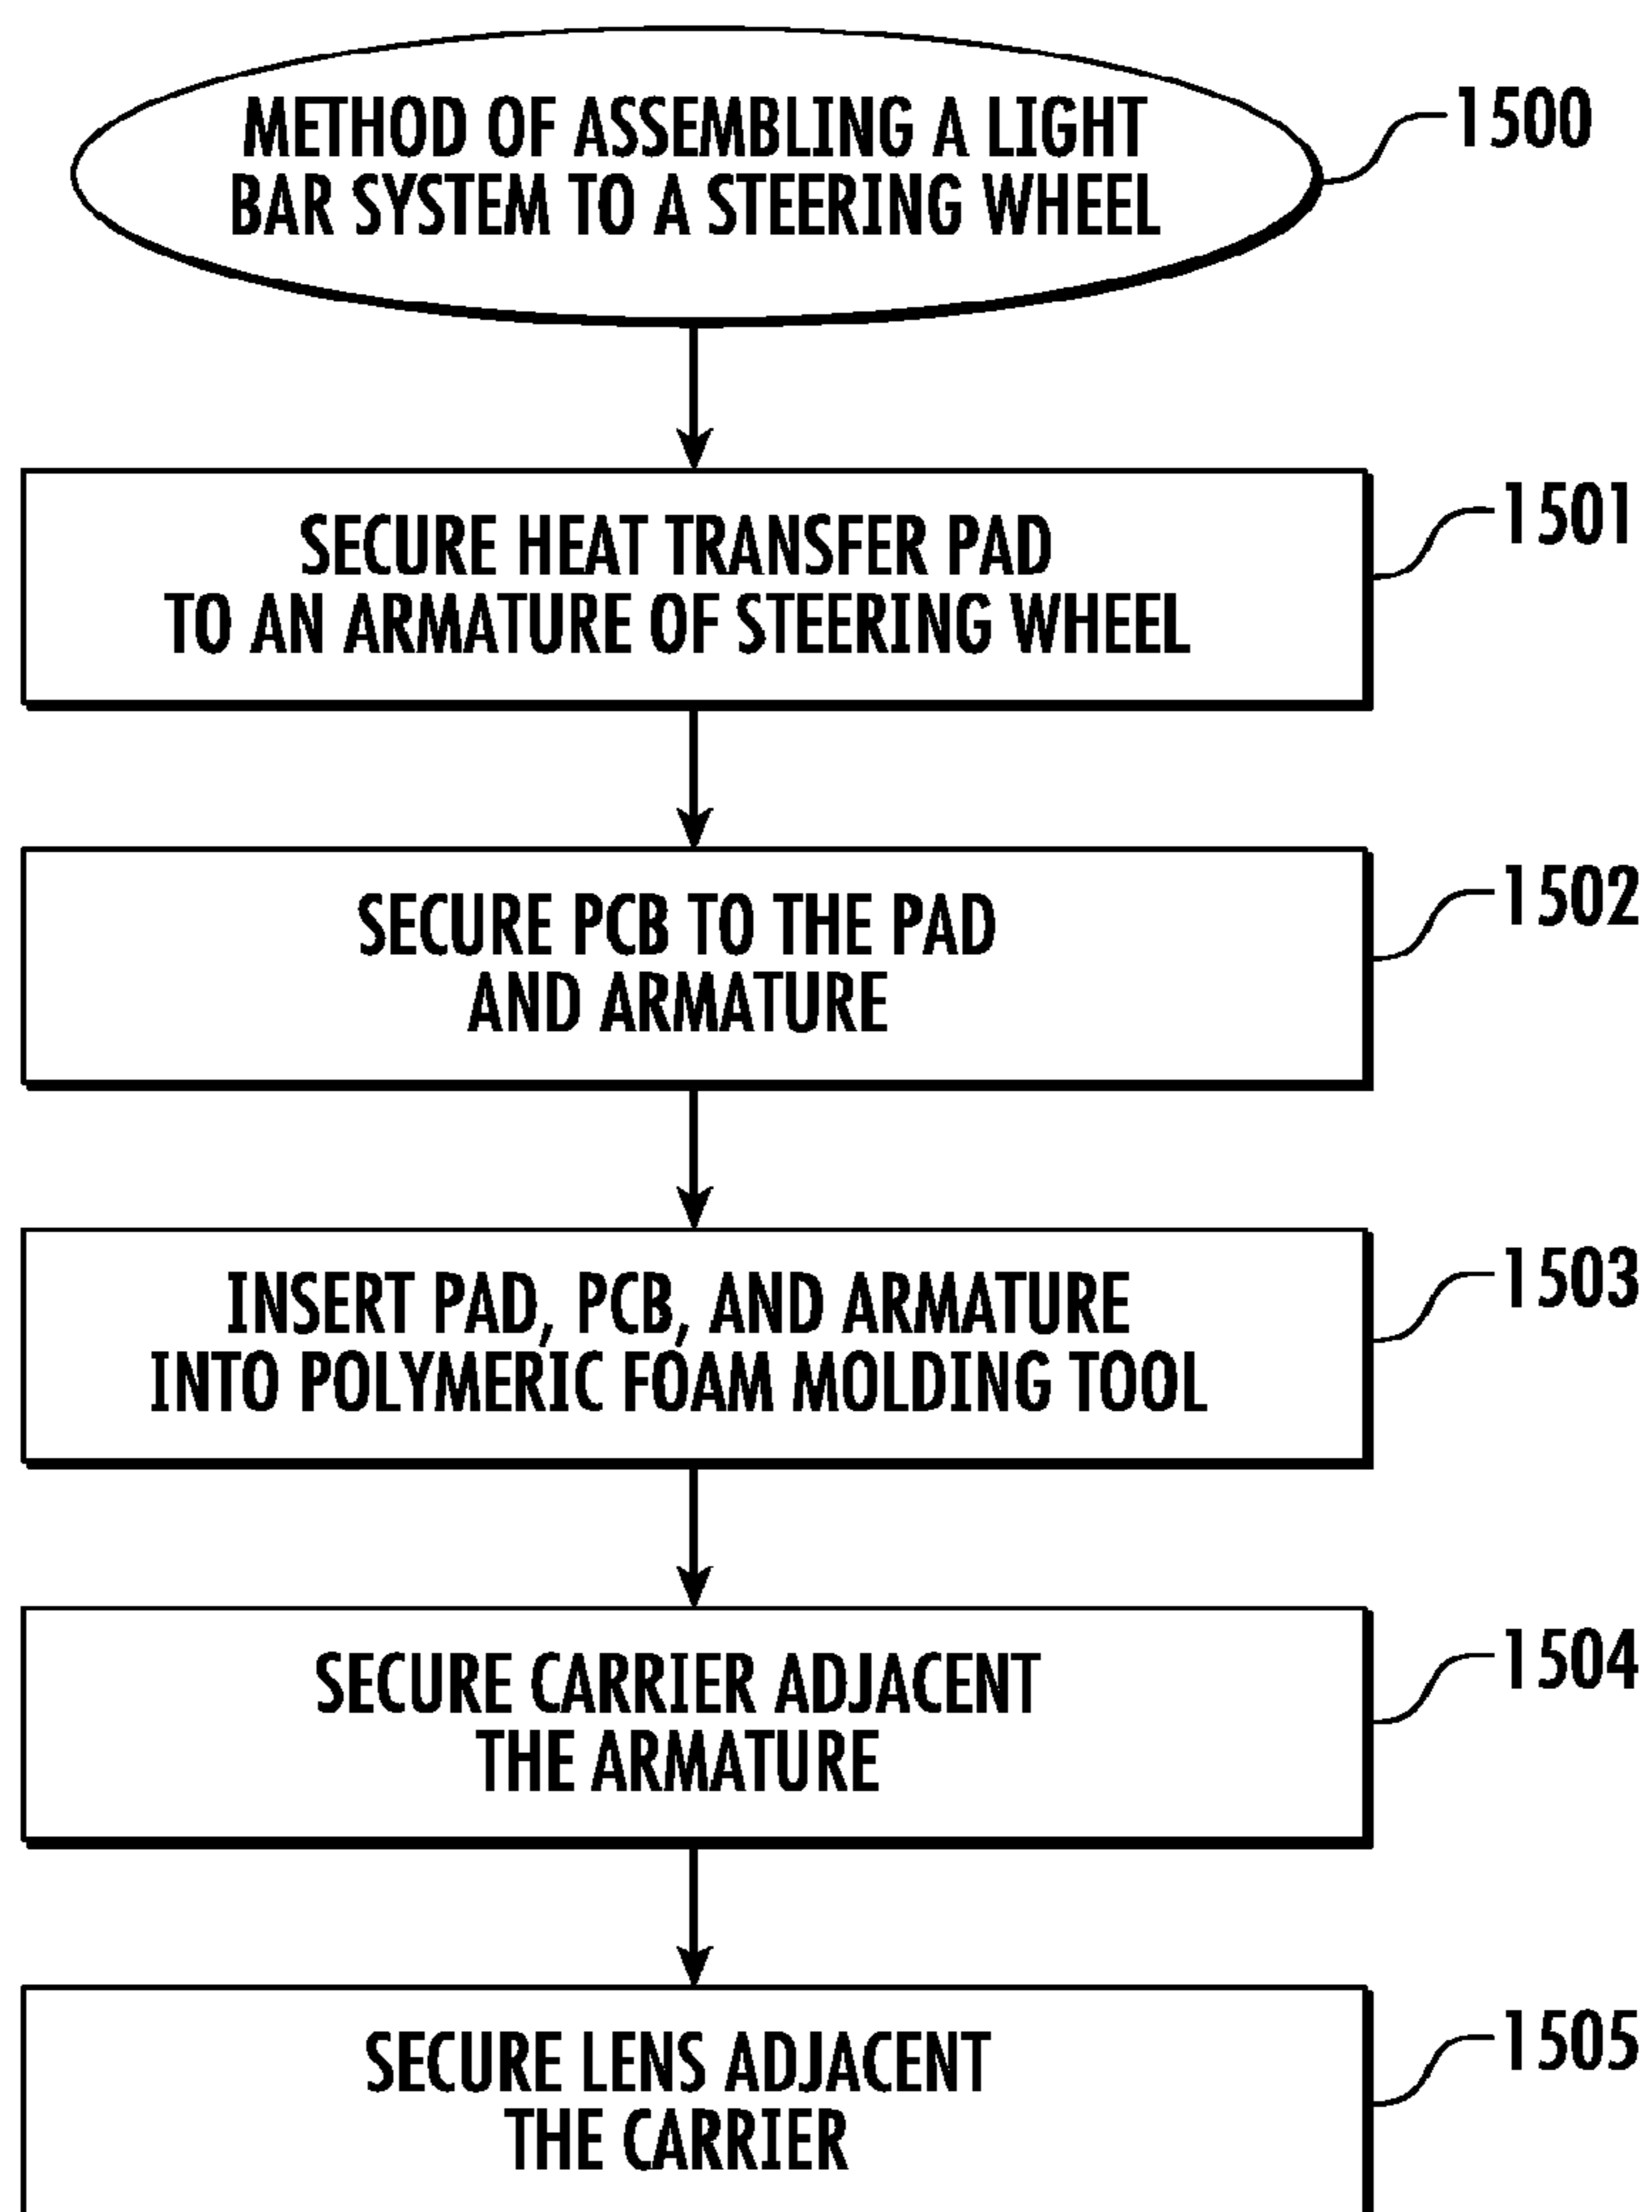 METHOD OF ASSEMBLING A LIGHT
BAR SYSTEM TO A STEERING WHEEL
1500
SECURE HEAT TRANSFER PAD
TO AN ARMATURE OF STEERING WHEEL
1501
SECURE PCB TO THE PAD
AND ARMATURE
1502
INSERT PAD, PCB, AND ARMATURE
INTO POLYMERIC FOAM MOLDING TOOL
1503
SECURE CARRIER ADJACENT
THE ARMATURE
1504
SECURE LENS ADJACENT
THE CARRIER
1505